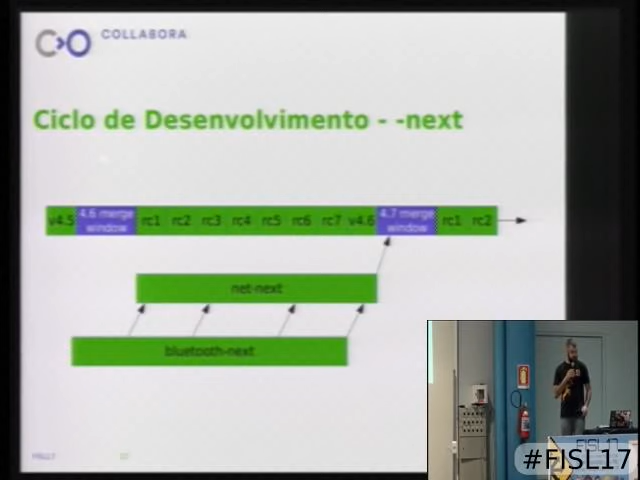 COLLABORA
Ciclo de Desenvolvimento - -next
v4.5 4.6 merge window rc1 rc2 rc3 rc4 rc5 rc6 rc7 v4.6 4.7 merge window rc1 rc2
net-next
bluetooth-next
FISL17
#FISL17